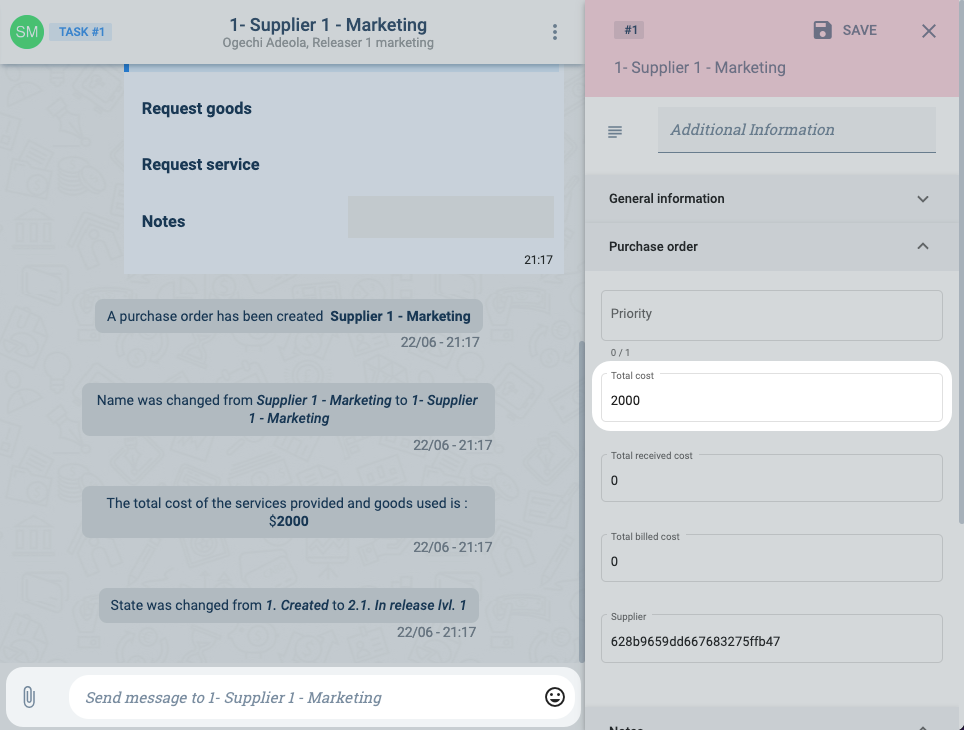 SM
TASK #1
1- Supplier 1 - Marketing
Ogechi Adeola, Releaser 1 marketing
Request goods
Request service
Notes
21:17
A purchase order has been created Supplier 1 - Marketing
22/06 - 21:17
Name was changed from Supplier 1 - Marketing to 1- Supplier
1 - Marketing
22/06 - 21:17
The total cost of the services provided and goods used is :
$2000
22/06 - 21:17
State was changed from 1. Created to 2.1. In release lvl. 1
22/06 - 21:17
Send message to 1- Supplier 1 - Marketing
#1
SAVE
1- Supplier 1 - Marketing
Additional Information
General information
Purchase order
Priority
0 / 1
Total cost
2000
Total received cost
0
Total billed cost
0
Supplier
628b9659dd667683275ffb47
Notes